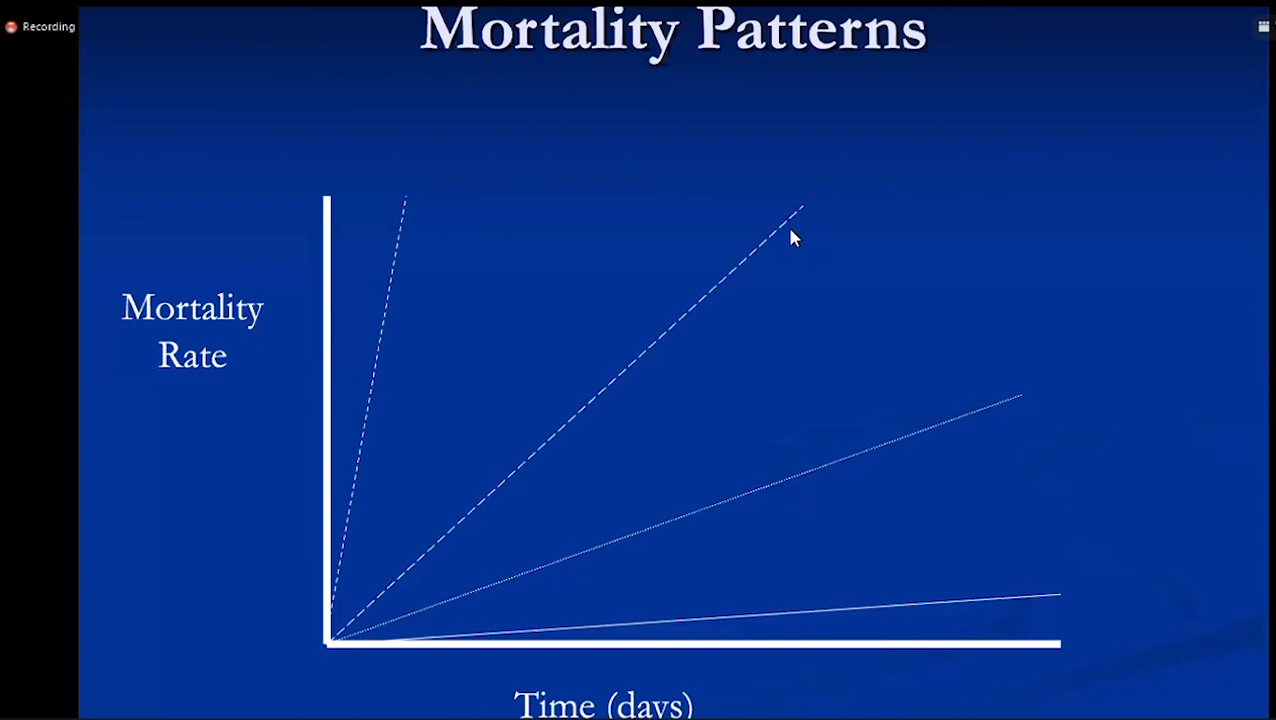 Recording
Mortality Patterns
Mortality
Rate
Time (days)